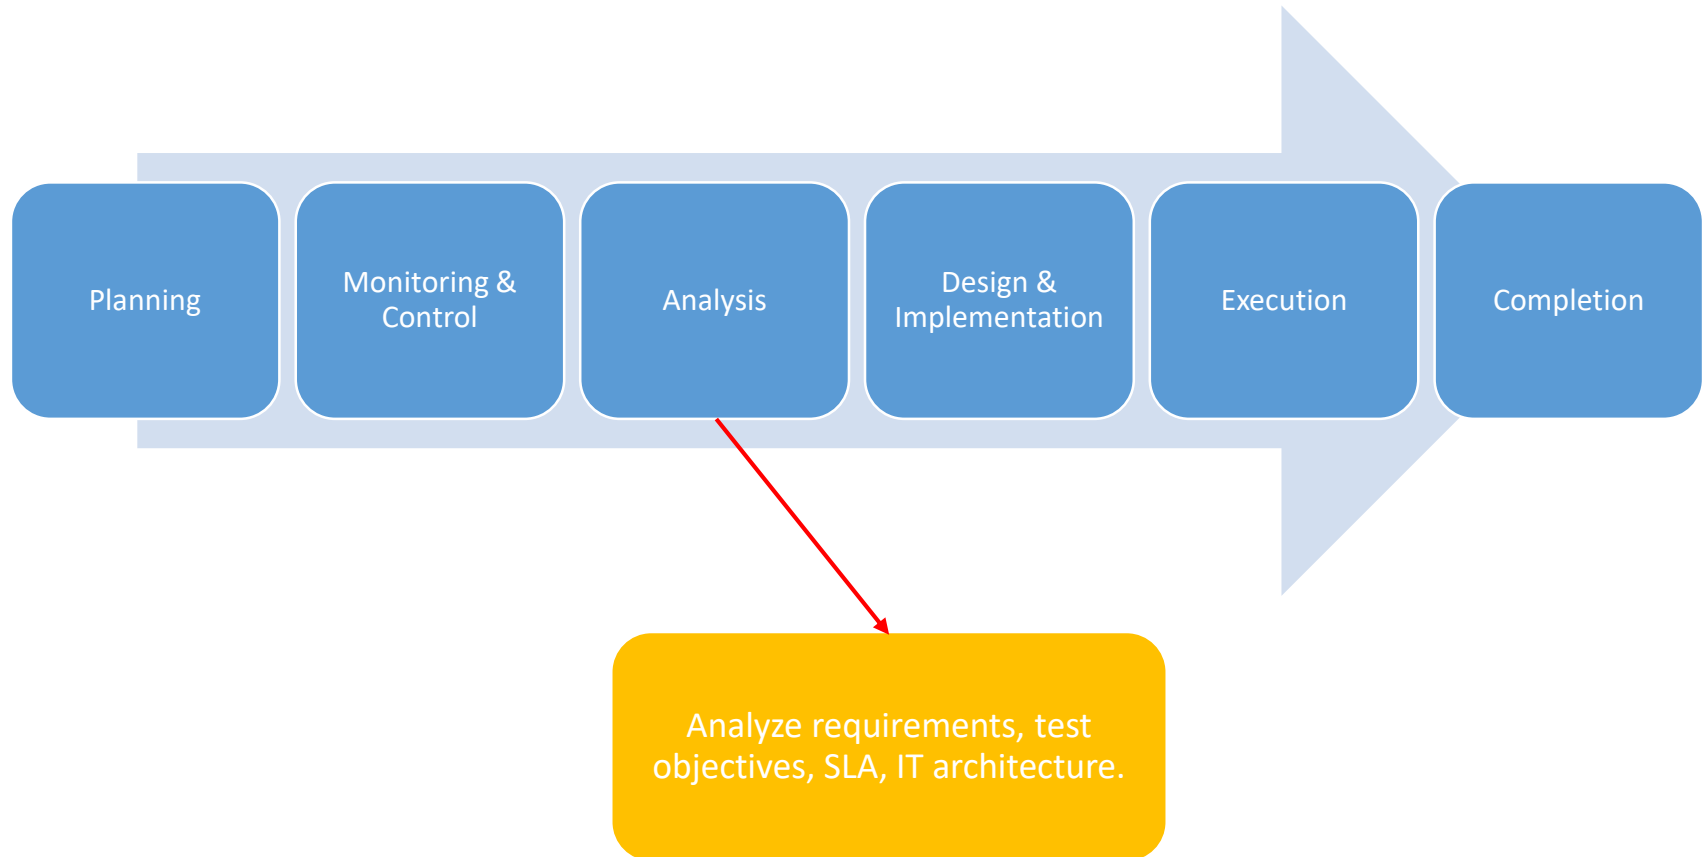 Planning
Monitoring &
Control
Analysis
Design &
Implementation
Execution
Completion
Analyze requirements, test
objectives, SLA, IT architecture.